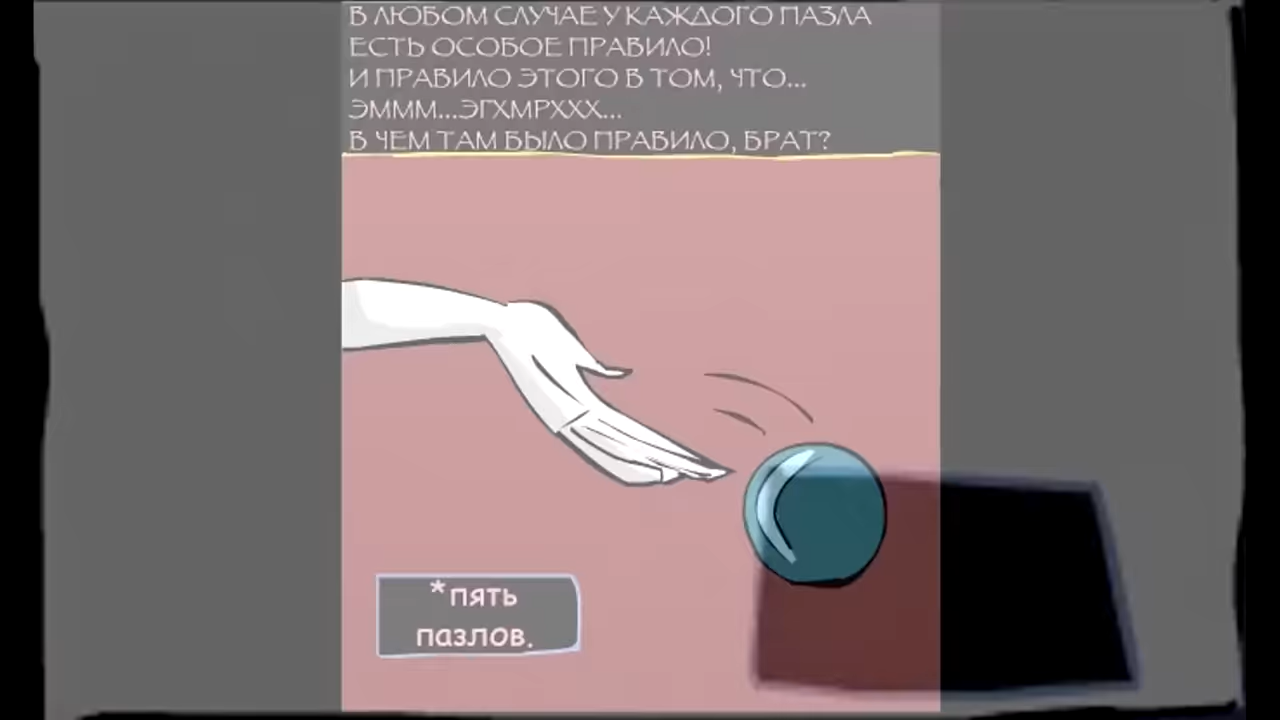 В ЛЮБОМ СЛУЧАЕ У КАЖДОГО ПАЗЛА
ЕСТЬ ОСОБОЕ ПРАВИЛО!
И ПРАВИЛО ЭТОГО В ТОМ, ЧТО...
ЭМММ...ЭГХМРХХХ...
В ЧЕМ ТАМ БЫЛО ПРАВИЛО, БРАТ?
*пять
пазлов.